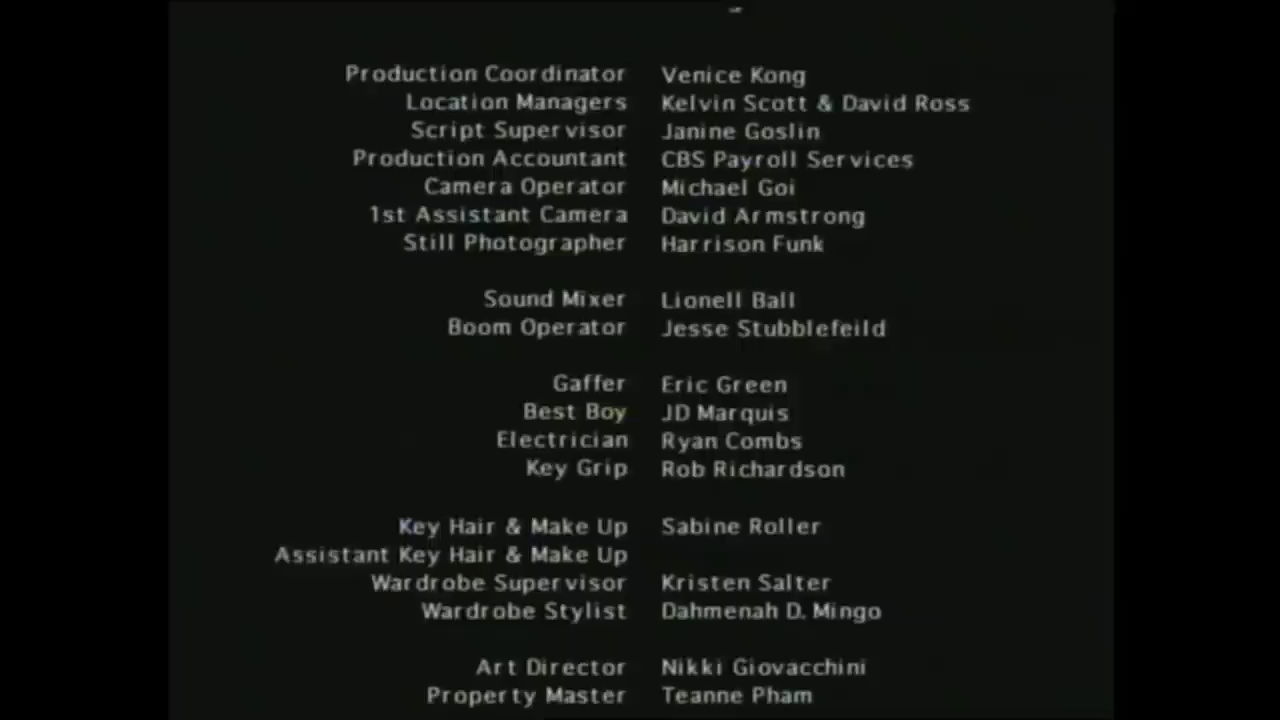 Production Coordinator Venice Kong
Location Managers Kelvin Scott & David Ross
Script Supervisor Janine Goslin
Production Accountant CBS Payroll Services
Camera Operator Michael Goi
1st Assistant Camera David Armstrong
Still Photographer Harrison Funk
Sound Mixer Lionell Ball
Boom Operator Jesse Stubblefeild
Gaffer Eric Green
Best Boy JD Marquis
Electrician Ryan Combs
Key Grip Rob Richardson
Key Hair & Make Up Sabine Roller
Assistant Key Hair & Make Up
Wardrobe Supervisor Kristen Salter
Wardrobe Stylist Dahmenah D. Mingo
Art Director Nikki Giovacchini
Property Master Teanne Pham